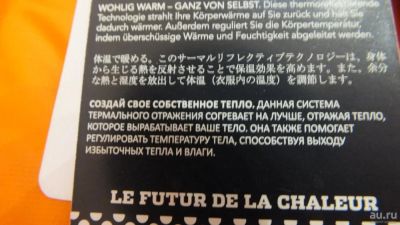 WOHLIG WARM – GANZ VON SELBST. Diese thermoreflektierende
Technologie strahlt Ihre Körperwärme auf Sie zurück und hält Sie
dadurch wärmer. Außerdem reguliert Sie die Körpertemperatur,
indem überschüssige Wärme und Feuchtigkeit abgeleitet werden.
体温で暖める。このサーマルリフレクティブテクノロジーは、身体
から生じる熱を反射させることで保温効果を高めます。また、余分
な熱と湿度を放出して体温（衣服内の温度）を調節します。
СОЗДАЙ СВОЕ СОБСТВЕННОЕ ТЕПЛО. ДАННАЯ СИСТЕМА
ТЕРМАЛЬНОГО ОТРАЖЕНИЯ СОГРЕВАЕТ НА ЛУЧШЕ, ОТРАЖАЯ ТЕПЛО,
КОТОРОЕ ВЫРАБАТЫВАЕТ ВАШЕ ТЕЛО. ОНА ТАКЖЕ ПОМОГАЕТ
РЕГУЛИРОВАТЬ ТЕМПЕРАТУРУ ТЕЛА, СПОСОБСТВУЯ ВЫХОДУ
ИЗБЫТОЧНЫХ ТЕПЛА И ВЛАГИ.
LE FUTUR DE LA CHALEUR
au.ru